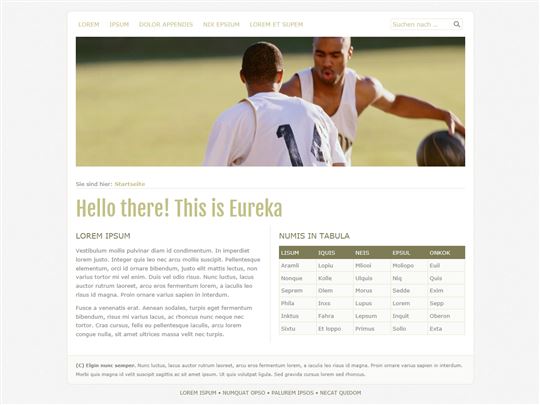 LOREM IPSUM DOLOR APPENDIS NIX EPSIUM LOREM ET SUPEM Suchen nach ...
14
Sie sind hier: Startseite
Hello there! This is Eureka
LOREM IPSUM
Vestibulum mollis pulvinar diam id condimentum. In imperdiet
lorem justo. Integer quis leo nec arcu mollis suscipit. Pellentesque
elementum, orci id ornare bibendum, justo elit mattis lectus, non
varius tortor mi vel enim. Duis vel odio risus. Nunc luctus, lacus
auctor rutrum laoreet, arcu eros fermentum lorem, a iaculis leo
risus id magna. Proin ornare varius sapien in interdum.
Fusce a venenatis erat. Aenean sodales, turpis eget fermentum
bibendum, risus mi varius lacus, ac rhoncus nunc neque nec
tortor. Cras cursus, felis eu pellentesque iaculis, arcu lorem
congue nulla, sit amet dignissim massa velit nec turpis.
NUMIS IN TABULA
LISUM IQUIS NEIS EPSUL ONKOK
Aramli Lopiu Mlioxi Moliopo Euil
Nonque Kolle Ulquis Niq Quis
Seprem Olem Morus Sedde Exim
Phila Inxs Lupus Lorem Sepp
Inktus Fahra Lepsum Inquit Oberon
Sixtu Et loppo Primus Sollo Exta
(C) Elgin nunc semper. Nunc luctus, lacus auctor rutrum laoreet, arcu eros fermentum lorem, a iaculis leo risus id magna. Proin ornare varius sapien in interdum.
Morbi quis magna id velit suscipit sagittis ac sit amet ipsum. Ut quis volutpat ligula. Sed gravida cursus lorem sed rhoncus.
LOREM ISPUM • NUMQUAT OPSO • PALUREM IPSOS • NECAT QUIDOM